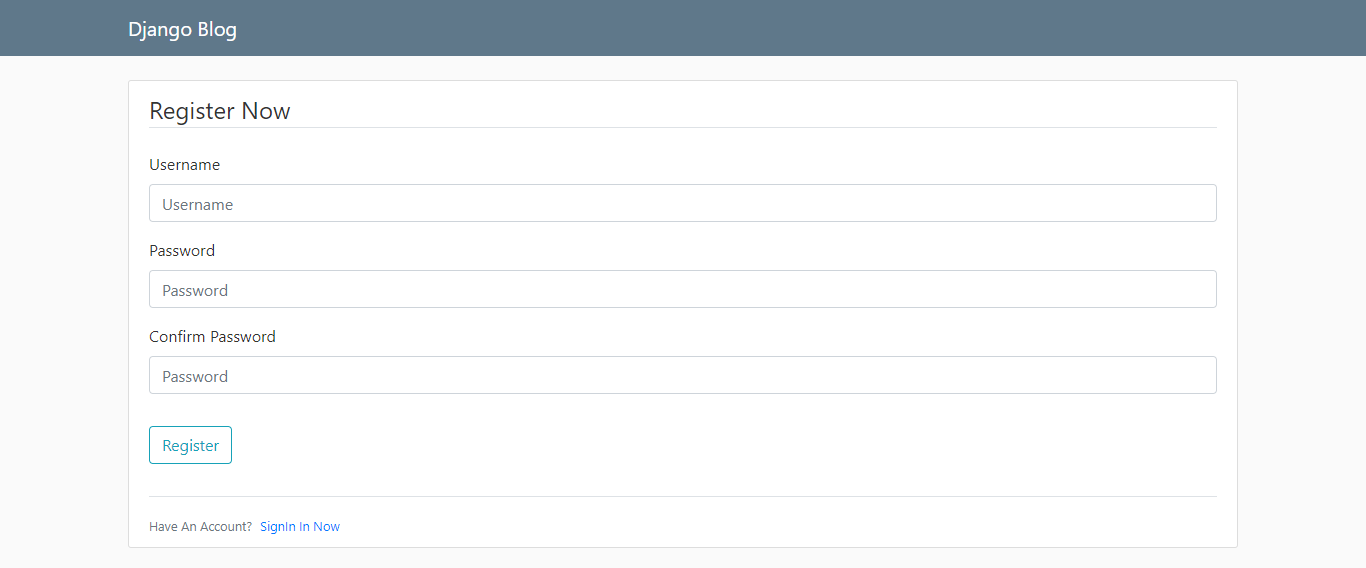 Django Blog
Register Now
Username
Username
Password
Password
Confirm Password
Password
Register
Have An Account? SignIn In Now